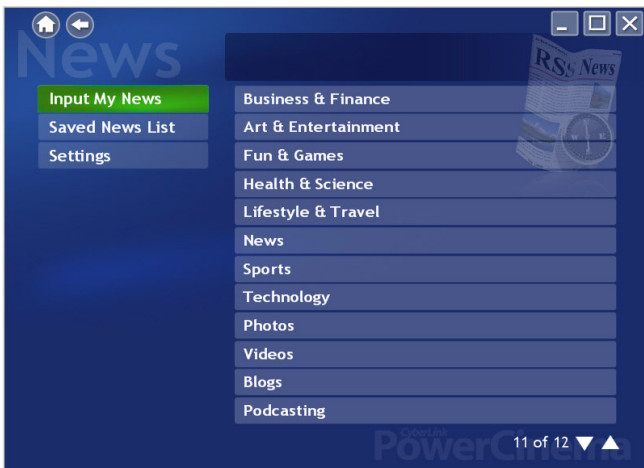 News
RSS News
Input My News
Saved News List
Settings
Business & Finance
Art & Entertainment
Fun & Games
Health & Science
Lifestyle & Travel
News
Sports
Technology
Photos
Videos
Blogs
Podcasting
CyberLink
PowerCinema
11 of 12